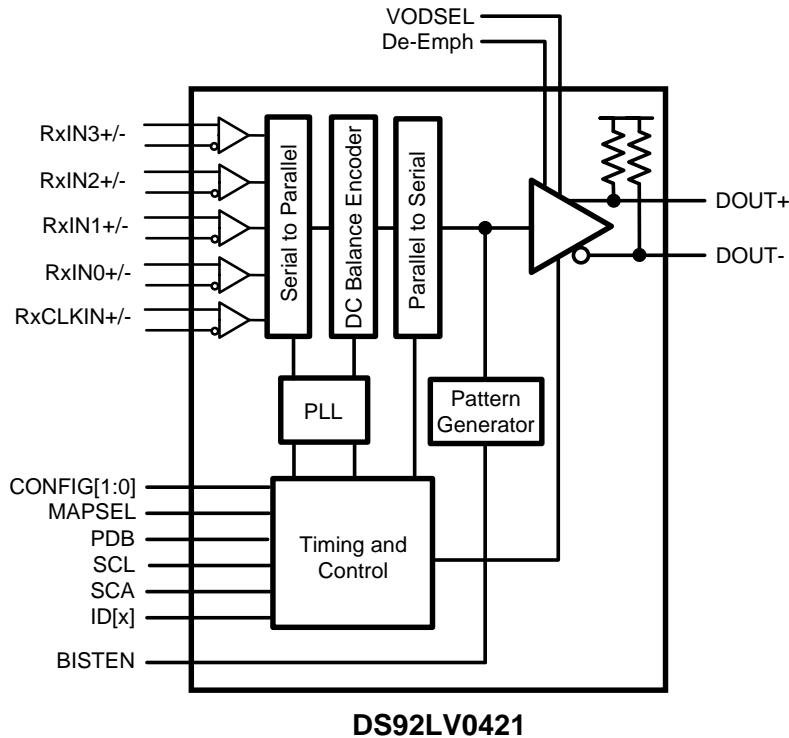 VODSEL
De-Emph
RxIN3+/-
RxIN2+/-
RxIN1+/-
RxIN0+/-
RxCLKIN+/-
Serial to Parallel
DC Balance Encoder
Parallel to Serial
DOUT+
DOUT-
PLL
Pattern
Generator
CONFIG[1:0]
MAPSEL
PDB
SCL
SCA
ID[x]
BISTEN
Timing and
Control
DS92LV0421